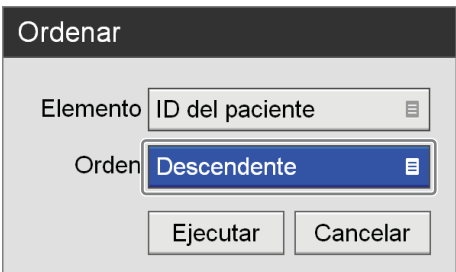 Ordenar
Elemento ID del paciente
Orden Descendente
Ejecutar Cancelar